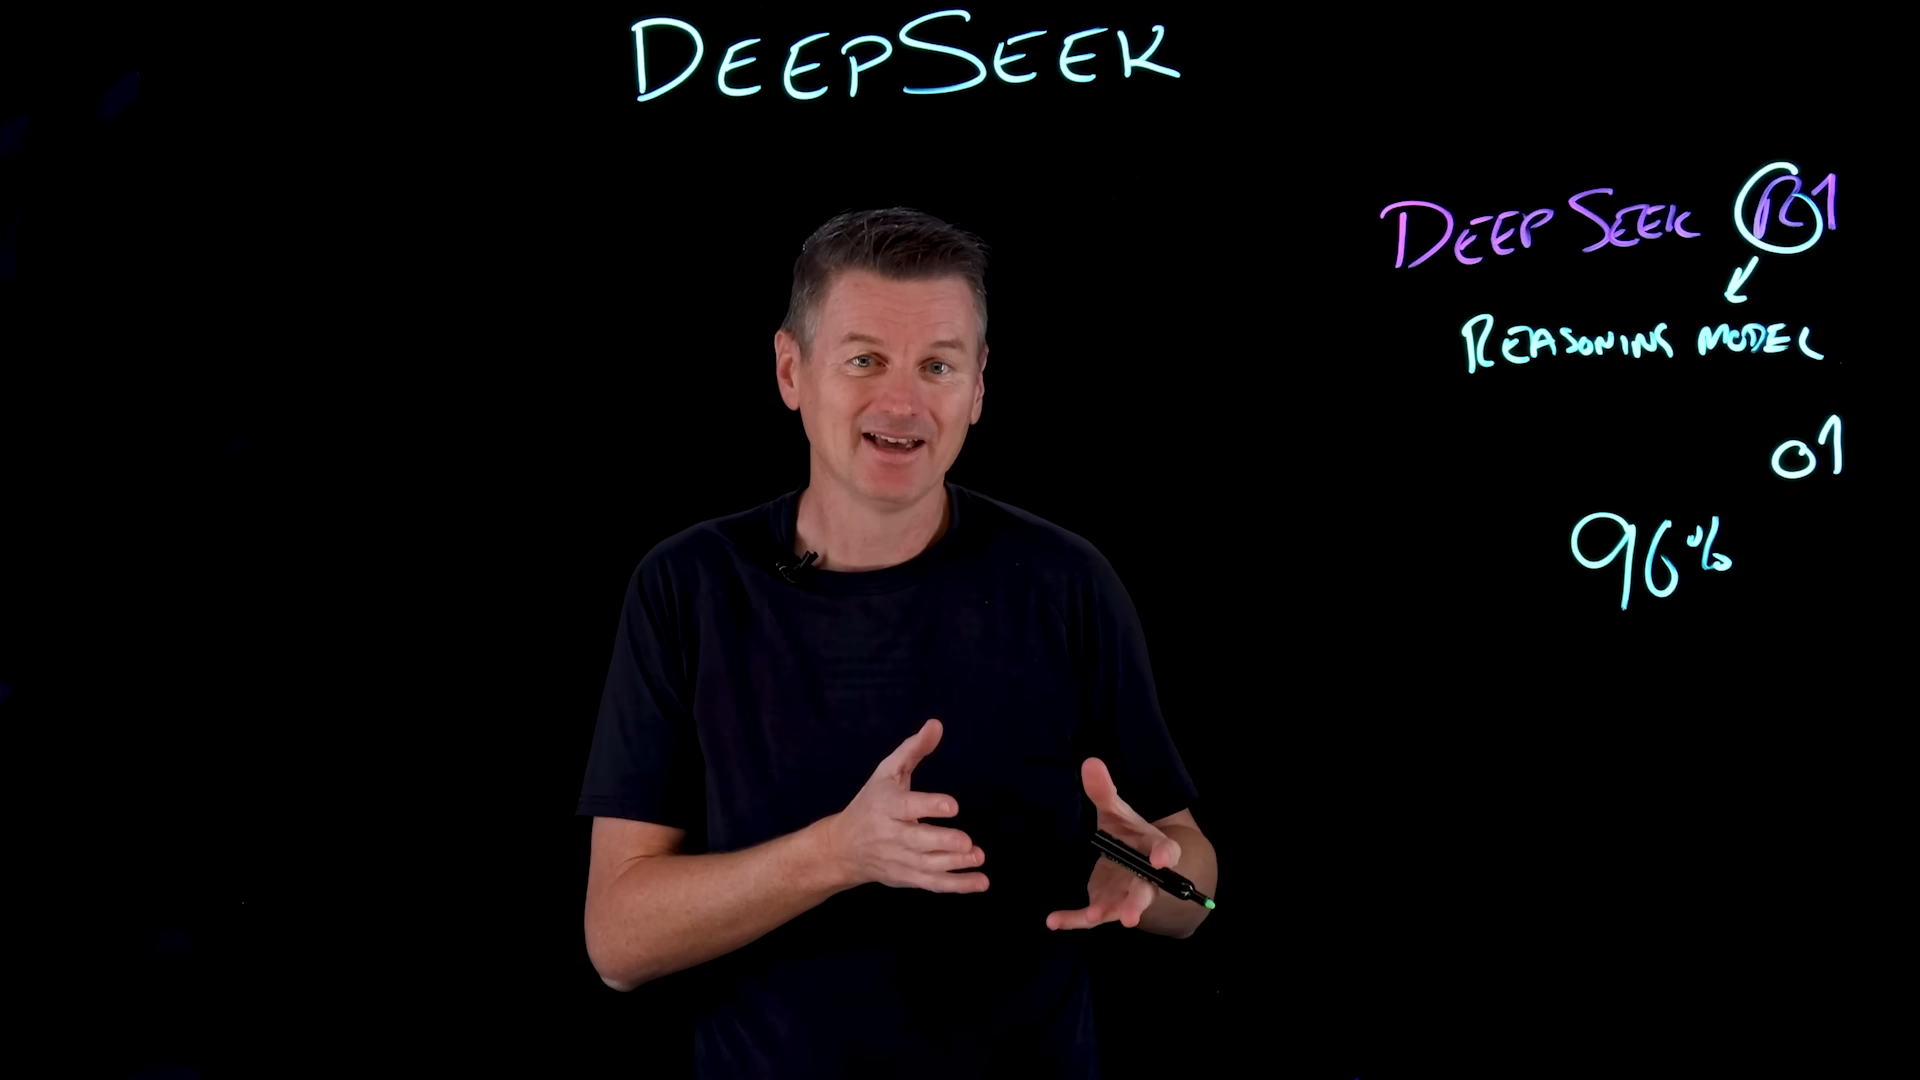 DEEPSEEK
DEEPSEEK R1
REASONING MODEL
o1
96%